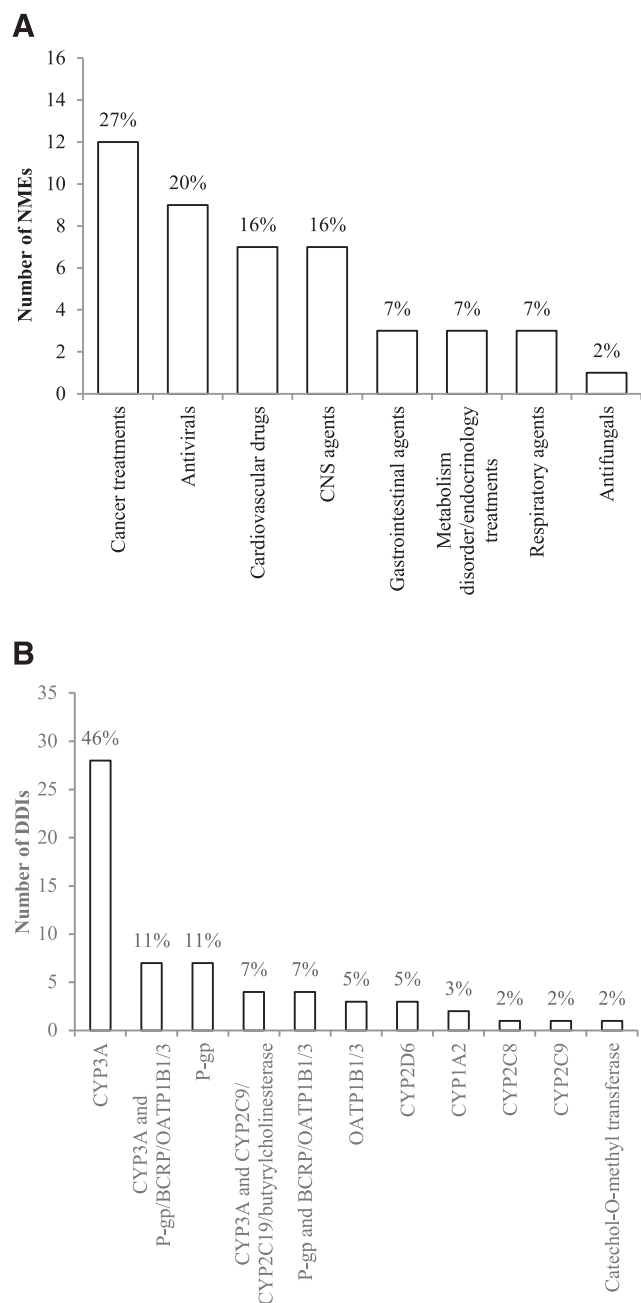 A
16
14
12
10
8
6
4
2
0
Number of NMEs
27%
20%
16%
16%
7%
7%
7%
2%
Cancer treatments
Antivirals
Cardiovascular drugs
CNS agents
Gastrointestinal agents
Metabolism
disorder/endocrinology
treatments
Respiratory agents
Antifungals
B
35
30
25
20
15
10
5
0
Number of DDIs
46%
11%
11%
7%
7%
5%
5%
3%
2%
2%
2%
CYP3A
CYP3A and
P-gp/BCRP/OATP1B1/3
P-gp
CYP3A and CYP2C9/
CYP2C19/butyrylcholinesterase
P-gp and BCRP/OATP1B1/3
OATP1B1/3
CYP2D6
CYP1A2
CYP2C8
CYP2C9
Catechol-O-methyl transferase